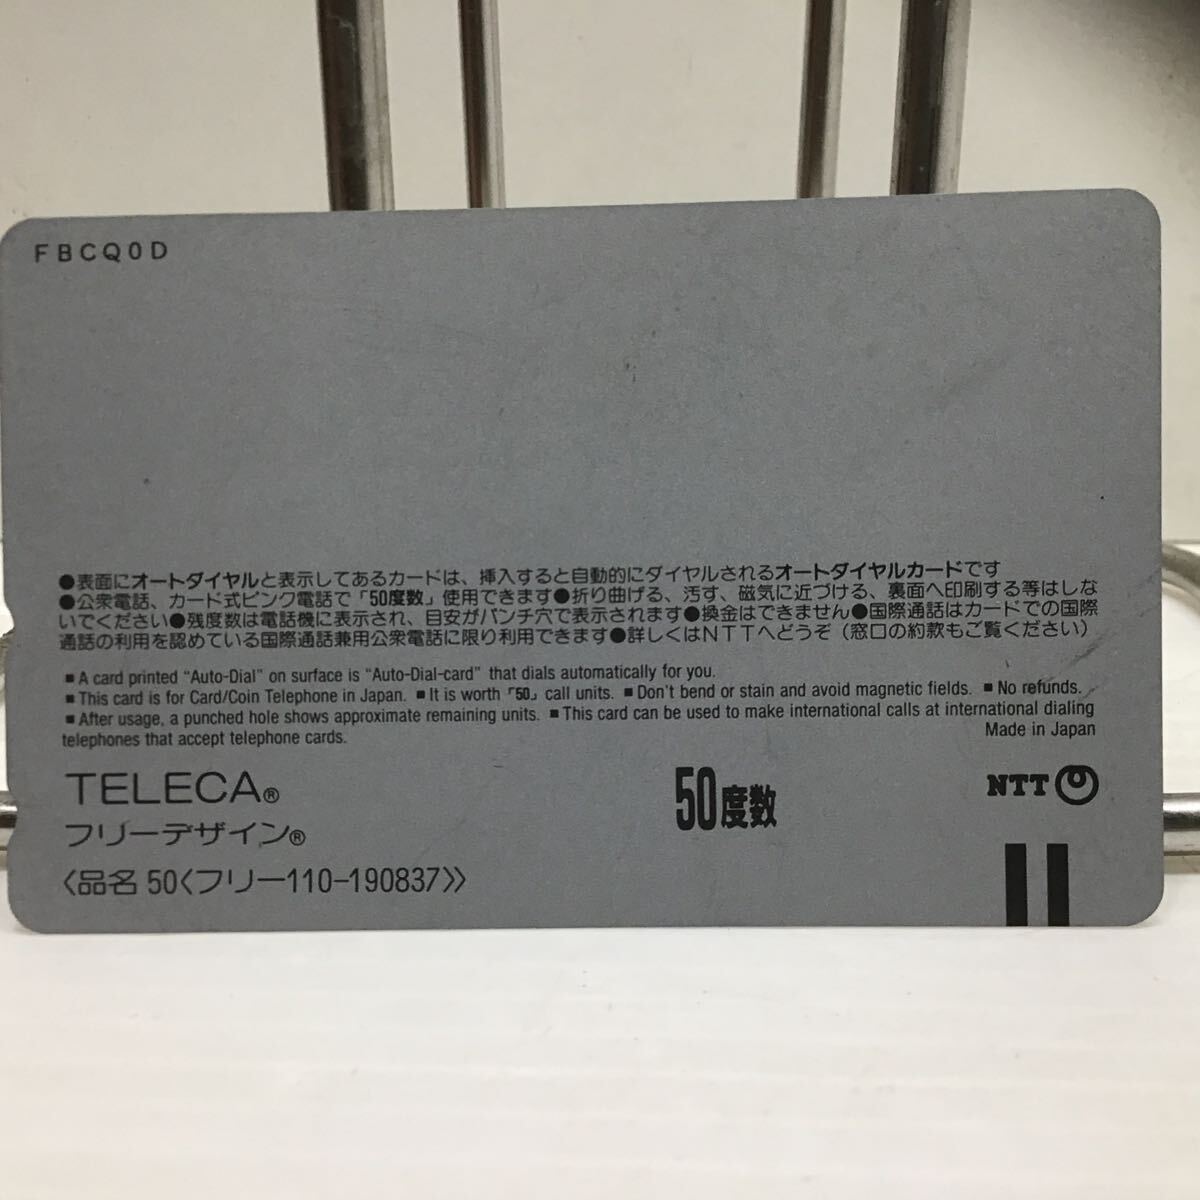 FBCQ0D
●表面にオートダイヤルと表示してあるカードは、挿入すると自動的にダイヤルされるオートダイヤルカードです
●公衆電話、カード式ピンク電話で「50度数」使用できます●折り曲げる、汚す、磁気に近づける、裏面へ印刷する等はしな
いでください●残度数は電話機に表示され、目安がパンチ穴で表示されます●換金はできません●国際通話はカードでの国際
通話の利用を認めている国際通話兼用公衆電話に限り利用できます●詳しくはNTTへどうぞ（窓口の約款もご覧ください）
■ A card printed “Auto-Dial” on surface is “Auto-Dial-card” that dials automatically for you.
■ This card is for Card/Coin Telephone in Japan. ■ It is worth 「50」 call units. ■ Don't bend or stain and avoid magnetic fields. ■ No refunds.
■ After usage, a punched hole shows approximate remaining units. ■ This card can be used to make international calls at international dialing
telephones that accept telephone cards.
Made in Japan
TELECA®
フリーデザイン®
〈品名 50〈フリー110-190837〉〉
50度数
NTT